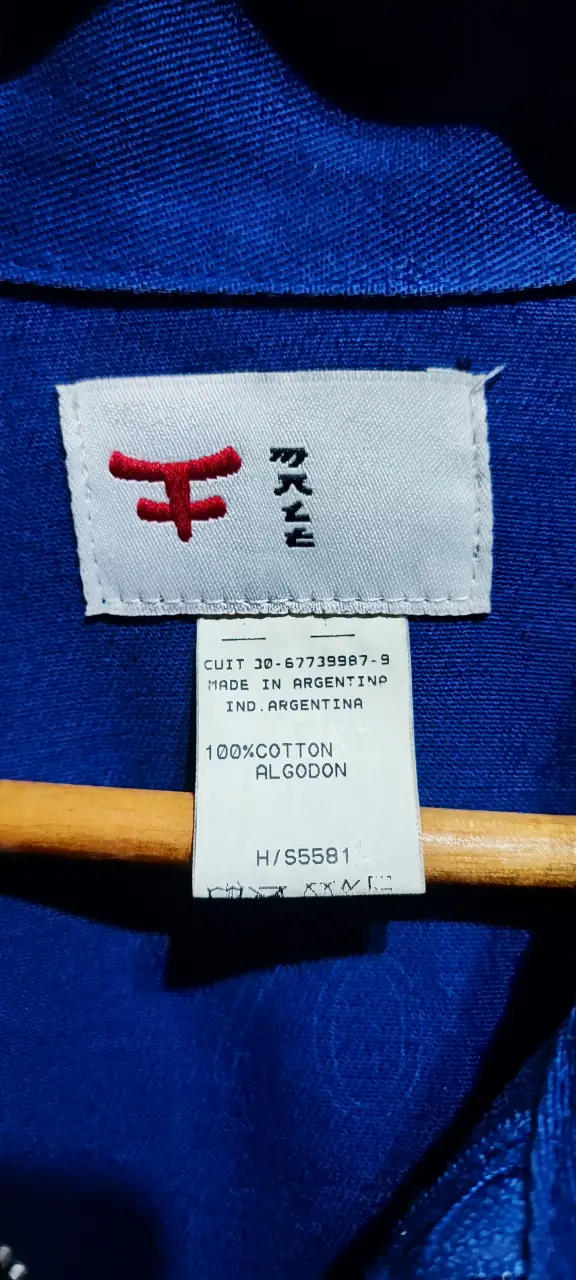 CUIT 30-67739987-9
MADE IN ARGENTINA
IND.ARGENTINA
100%COTTON
ALGODON
H/S5581